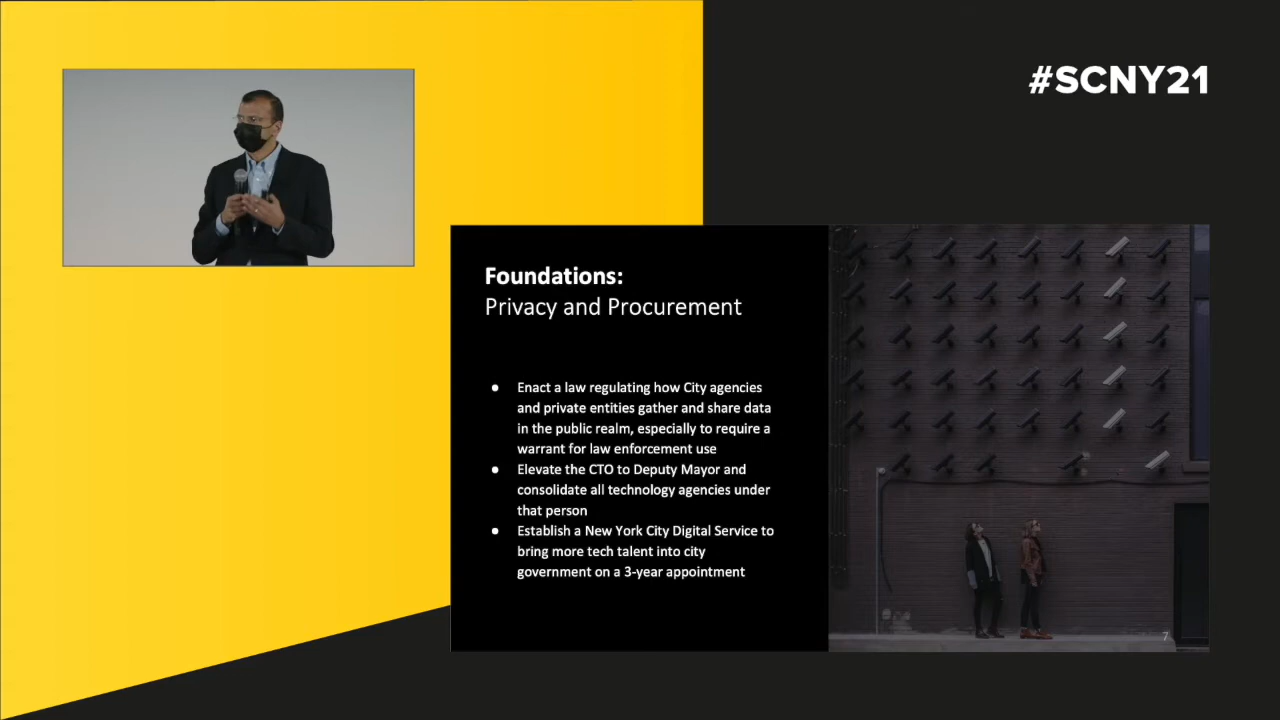 #SCNY21
Foundations:
Privacy and Procurement
● Enact a law regulating how City agencies
and private entities gather and share data
in the public realm, especially to require a
warrant for law enforcement use
● Elevate the CTO to Deputy Mayor and
consolidate all technology agencies under
that person
● Establish a New York City Digital Service to
bring more tech talent into city
government on a 3-year appointment
7